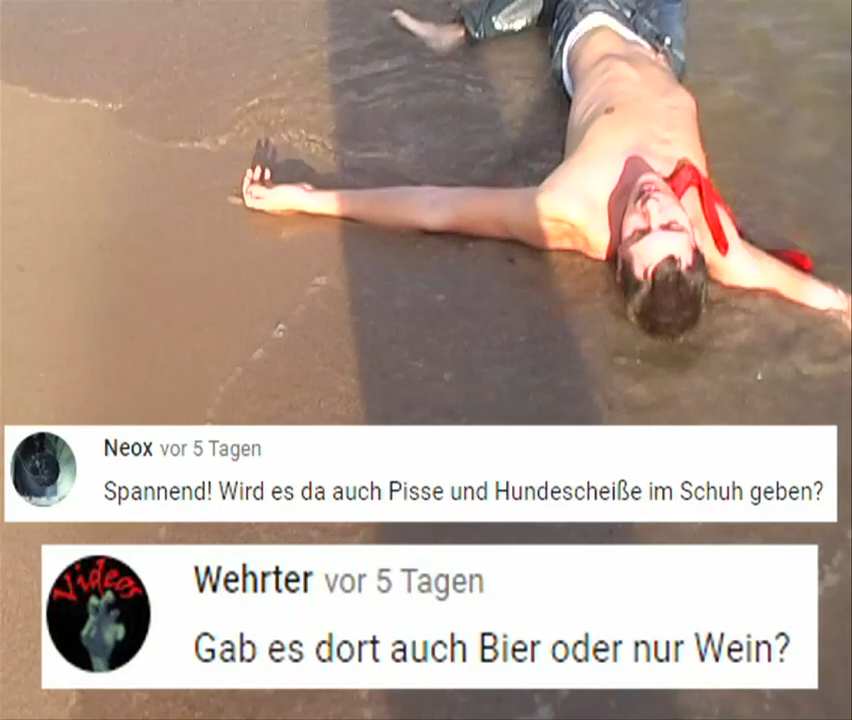 Neox vor 5 Tagen
Spannend! Wird es da auch Pisse und Hundescheiße im Schuh geben?
Videos
Wehrter vor 5 Tagen
Gab es dort auch Bier oder nur Wein?